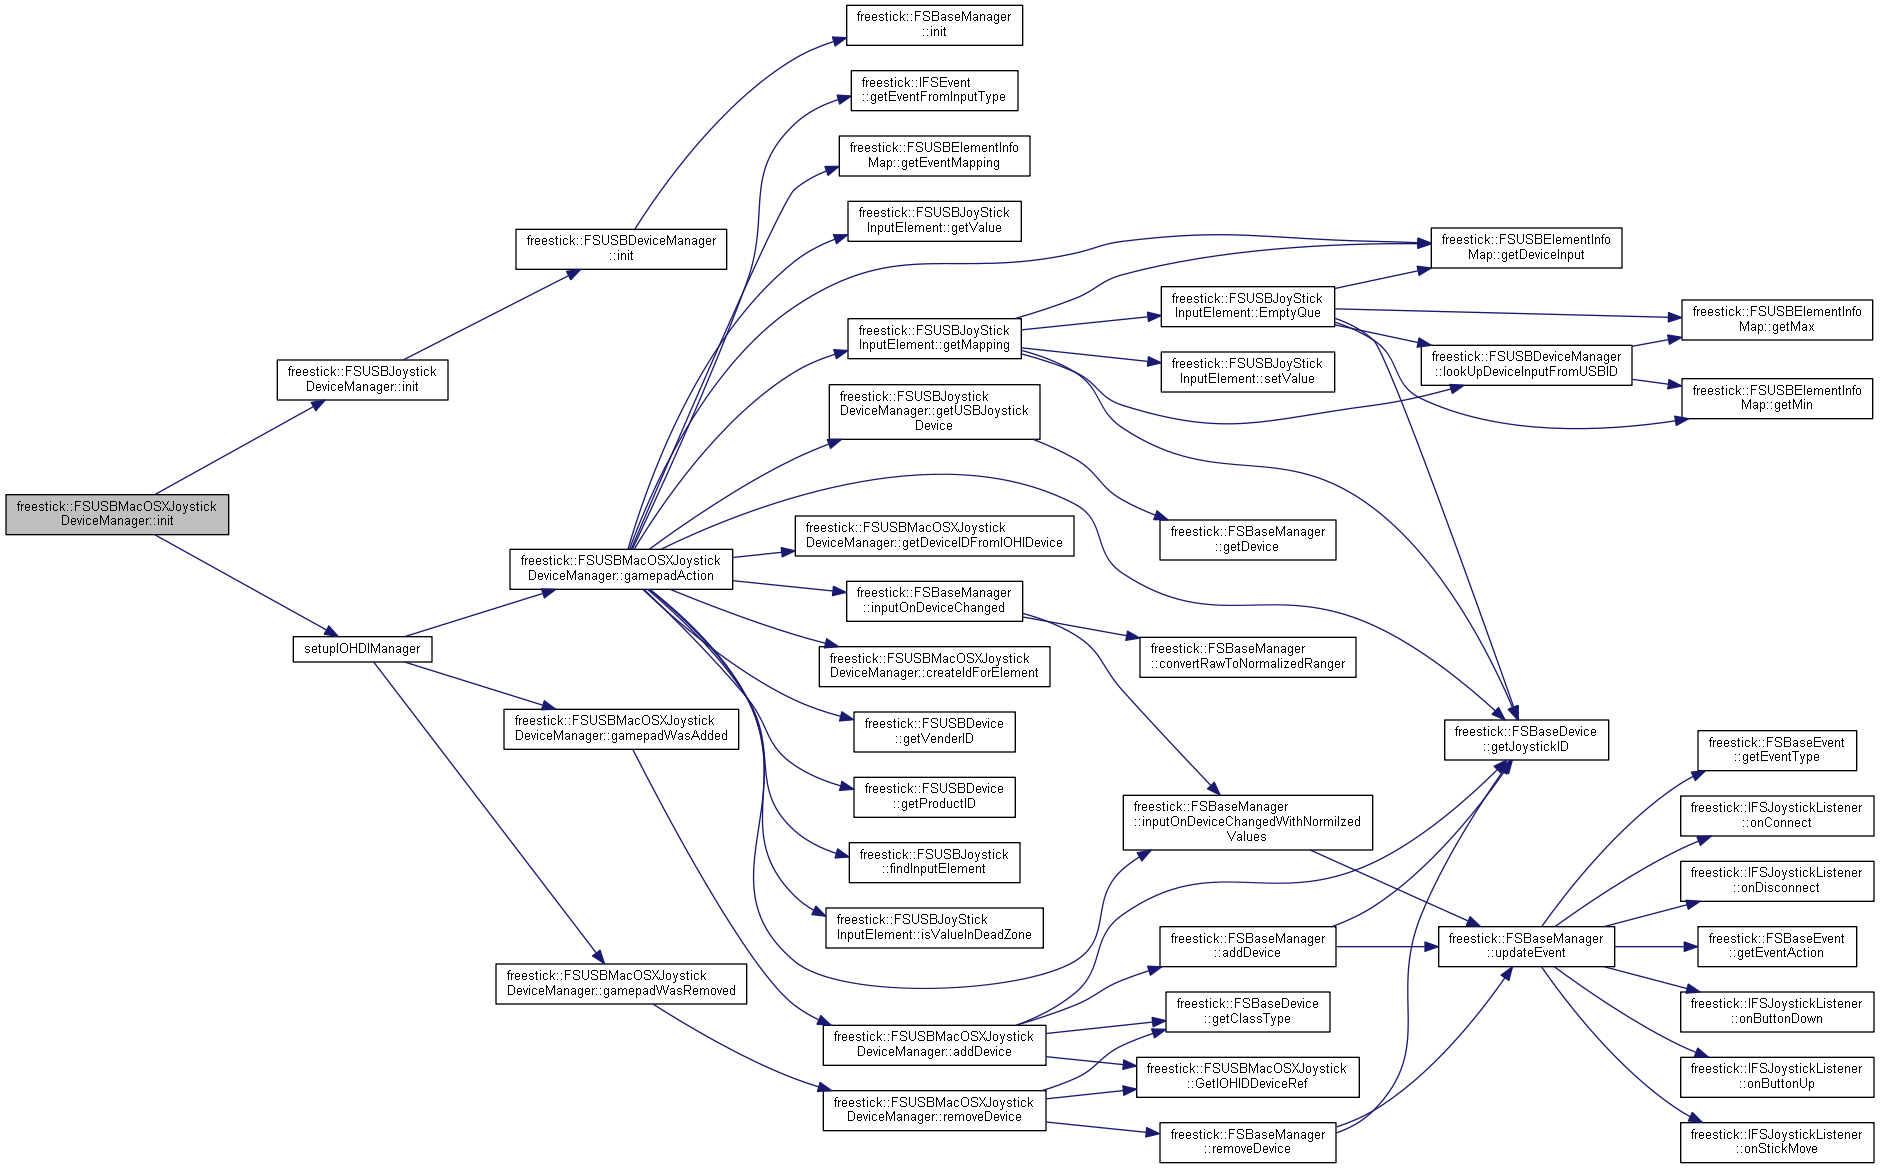 freestick::FSBaseManager
::init
freestick::IFSEvent
::getEventFromInputType
freestick::FSUSBElementInfo
Map::getEventMapping
freestick::FSUSBJoyStick
InputElement::getValue
freestick::FSUSBDeviceManager
::init
freestick::FSUSBElementInfo
Map::getDeviceInput
freestick::FSUSBJoyStick
InputElement::EmptyQue
freestick::FSUSBElementInfo
Map::getMax
freestick::FSUSBJoyStick
InputElement::getMapping
freestick::FSUSBDeviceManager
::lookUpDeviceInputFromUSBID
freestick::FSUSBJoyStick
InputElement::setValue
freestick::FSUSBJoystick
DeviceManager::init
freestick::FSUSBElementInfo
Map::getMin
freestick::FSUSBJoystick
DeviceManager::getUSBJoystick
Device
freestick::FSUSBMacOSXJoystick
DeviceManager::init
freestick::FSBaseManager
::getDevice
freestick::FSUSBMacOSXJoystick
DeviceManager::getDeviceIDFromIOHIDevice
freestick::FSUSBMacOSXJoystick
DeviceManager::gamepadAction
freestick::FSBaseManager
::inputOnDeviceChanged
setupIOHDIManager
freestick::FSBaseManager
::convertRawToNormalizedRanger
freestick::FSUSBMacOSXJoystick
DeviceManager::createIdForElement
freestick::FSUSBMacOSXJoystick
DeviceManager::gamepadWasAdded
freestick::FSUSBDevice
::getVenderID
freestick::FSBaseDevice
::getJoystickID
freestick::FSBaseEvent
::getEventType
freestick::FSUSBDevice
::getProductID
freestick::FSBaseManager
::inputOnDeviceChangedWithNormilzed
Values
freestick::IFSJoystickListener
::onConnect
freestick::FSUSBJoystick
::findInputElement
freestick::IFSJoystickListener
::onDisconnect
freestick::FSUSBJoyStick
InputElement::isValueInDeadZone
freestick::FSBaseManager
::addDevice
freestick::FSBaseManager
::updateEvent
freestick::FSBaseEvent
::getEventAction
freestick::FSUSBMacOSXJoystick
DeviceManager::gamepadWasRemoved
freestick::FSBaseDevice
::getClassType
freestick::IFSJoystickListener
::onButtonDown
freestick::FSUSBMacOSXJoystick
DeviceManager::addDevice
freestick::FSUSBMacOSXJoystick
::GetIOHIDDeviceRef
freestick::IFSJoystickListener
::onButtonUp
freestick::FSUSBMacOSXJoystick
DeviceManager::removeDevice
freestick::FSBaseManager
::removeDevice
freestick::IFSJoystickListener
::onStickMove